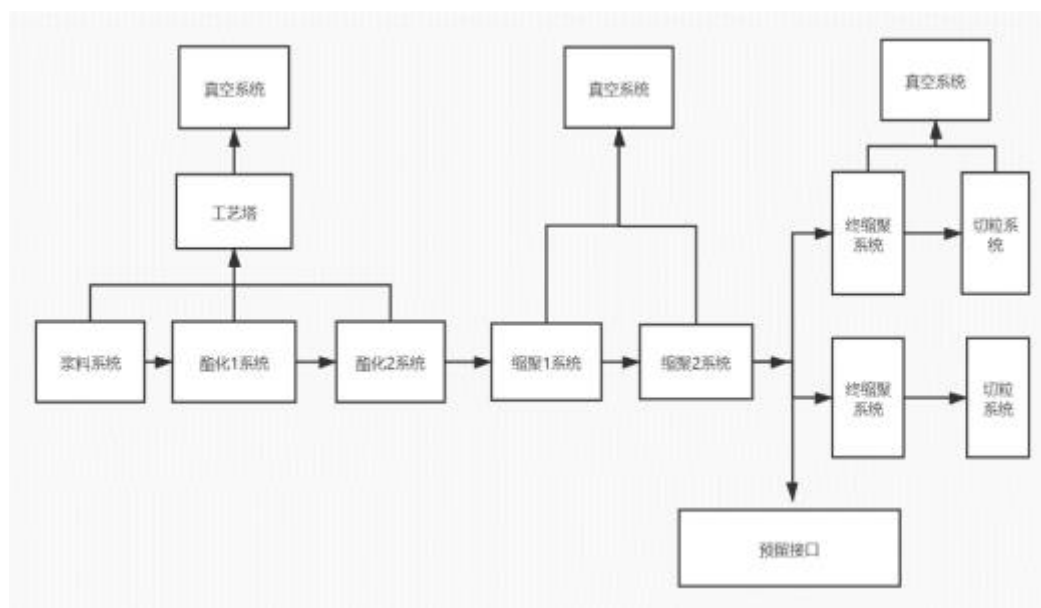 真空系统
真空系统
真空系统
工艺塔
终缩聚
系统
切粒系
统
浆料系统
酯化1系统
酯化2系统
缩聚1系统
缩聚2系统
终缩聚
系统
切粒
系统
预留接口